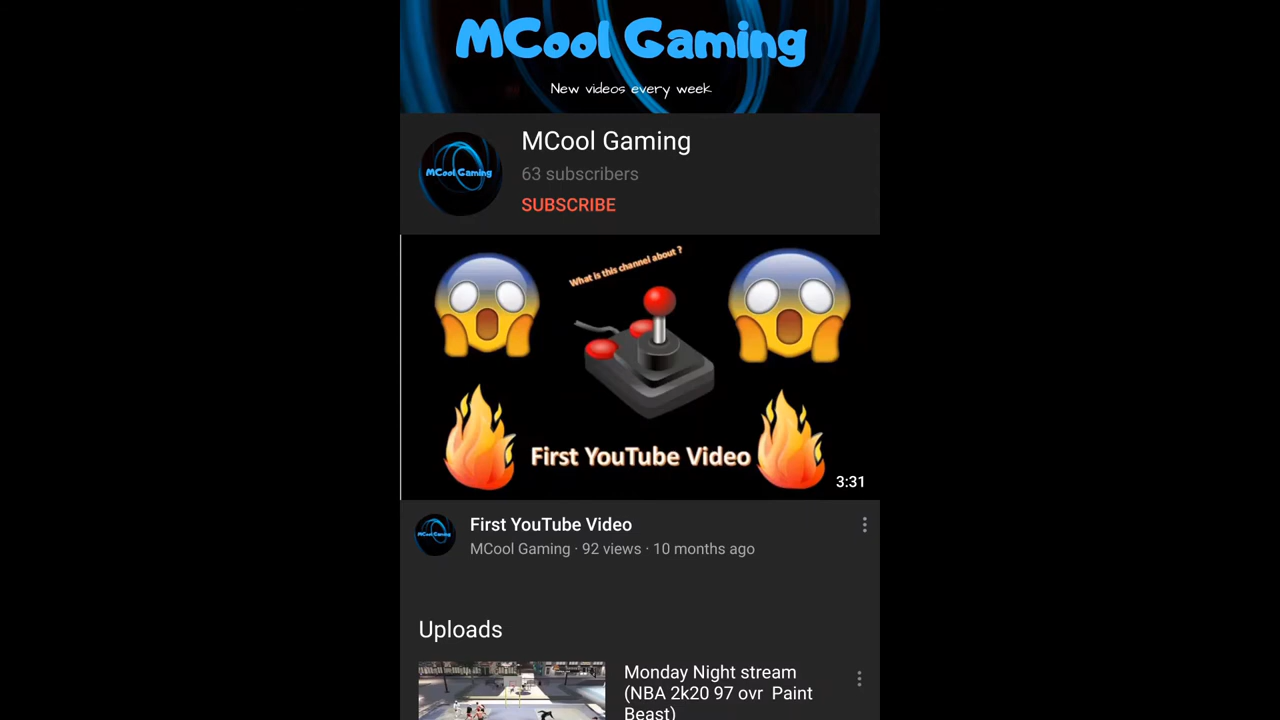 MCool Gaming
New videos every week
MCool Gaming
MCool Gaming
63 subscribers
SUBSCRIBE
What is this channel about ?
First YouTube Video
3:31
MCool Gaming
First YouTube Video
MCool Gaming · 92 views · 10 months ago
Uploads
Monday Night stream
(NBA 2k20 97 ovr Paint
Beast)